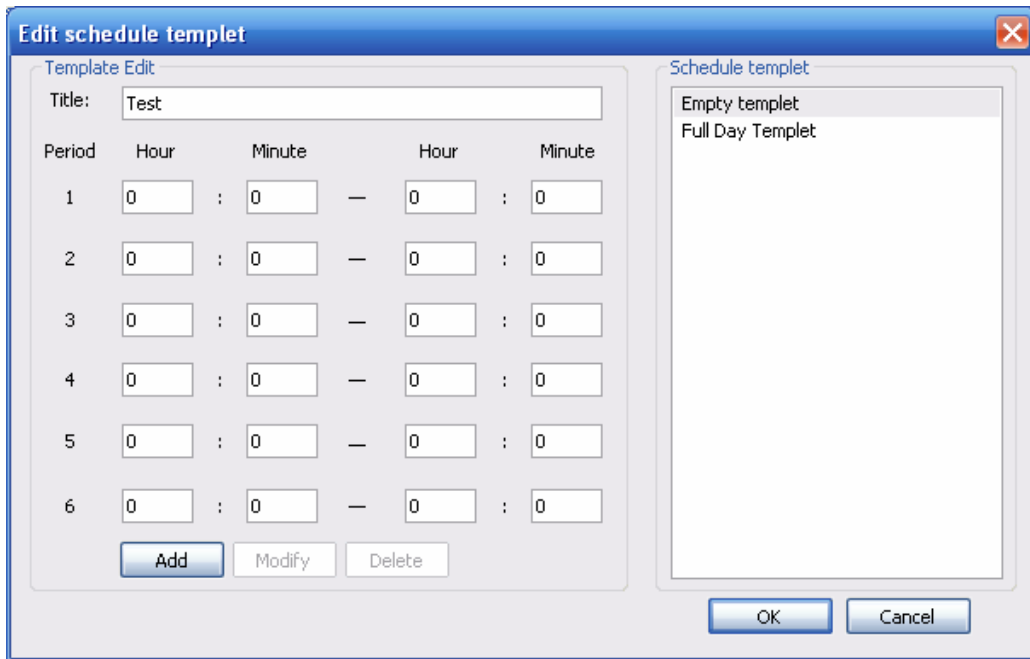 Edit schedule templet
Template Edit
Title: Test
Period Hour Minute Hour Minute
1 0 : 0 — 0 : 0
2 0 : 0 — 0 : 0
3 0 : 0 — 0 : 0
4 0 : 0 — 0 : 0
5 0 : 0 — 0 : 0
6 0 : 0 — 0 : 0
Add Modify Delete
Schedule templet
Empty templet
Full Day Templet
OK Cancel